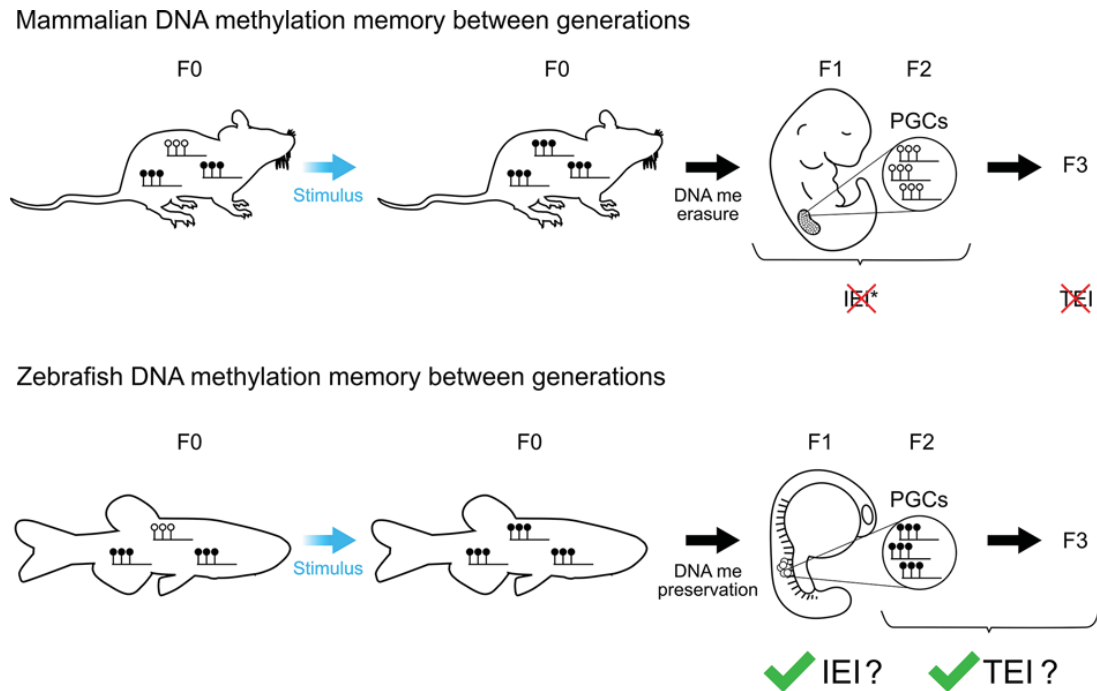 Mammalian DNA methylation memory between generations
F0
F0
F1
F2
PGCs
Stimulus
DNA me
erasure
F3
IEI*
TEI
Zebrafish DNA methylation memory between generations
F0
F0
F1
F2
PGCs
Stimulus
DNA me
preservation
F3
IEI?
TEI?